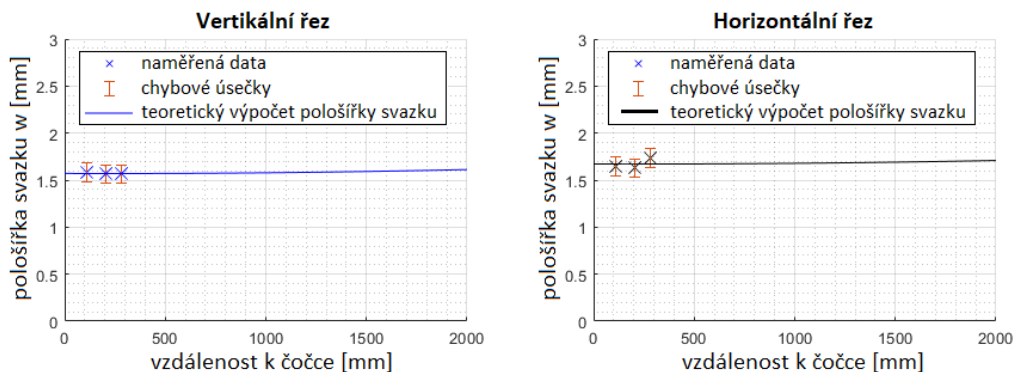 Vertikální řez
3
2.5
2
1.5
1
0.5
0
pološířka svazku w [mm]
naměřená data
chybové úsečky
teoretický výpočet pološířky svazku
0
500
1000
1500
2000
vzdálenost k čočce [mm]
Horizontální řez
3
2.5
2
1.5
1
0.5
0
pološířka svazku w [mm]
naměřená data
chybové úsečky
teoretický výpočet pološířky svazku
0
500
1000
1500
2000
vzdálenost k čočce [mm]